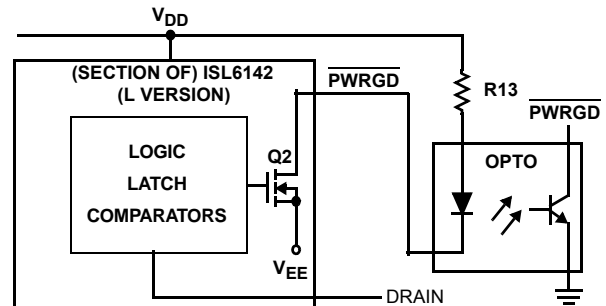 VDD
(SECTION OF) ISL6142
(L VERSION)
PWRGD
R13
PWRGD
OPTO
LOGIC
LATCH
COMPARATORS
Q2
VEE
DRAIN